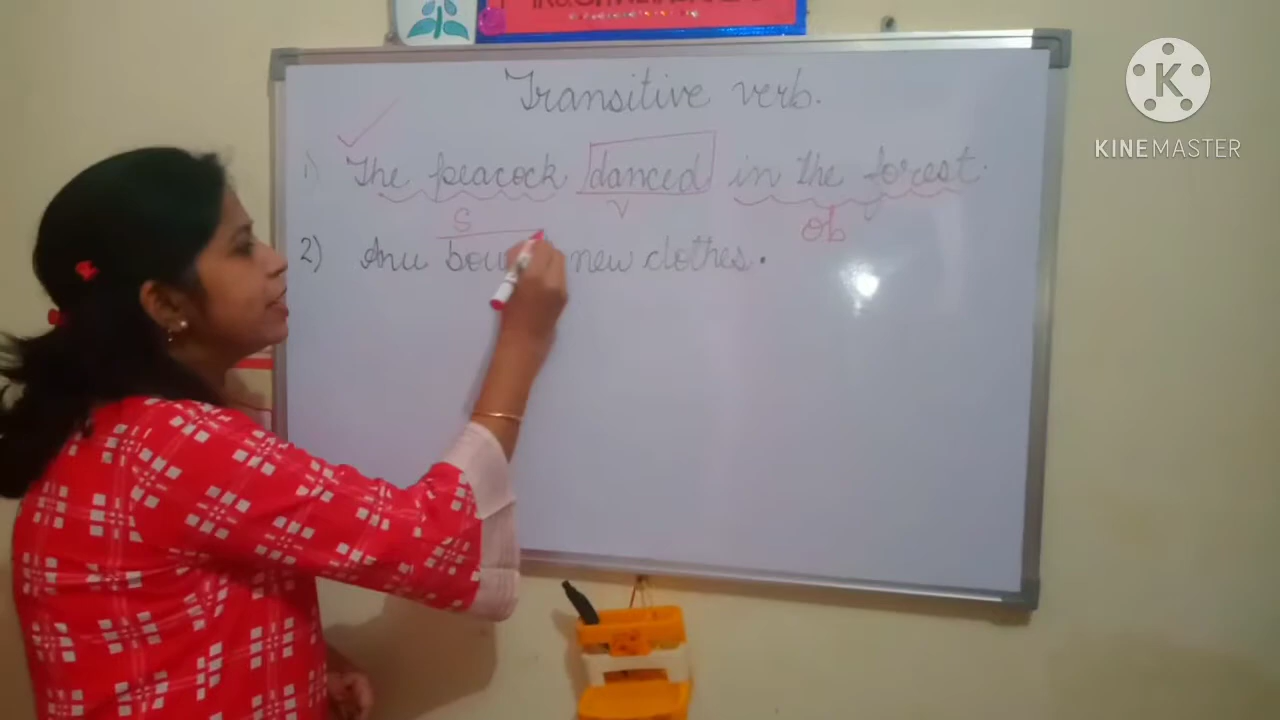 KINEMASTER
Transitive verb.
1) The peacock danced in the forest.
S V ob
2) Anu new clothes.